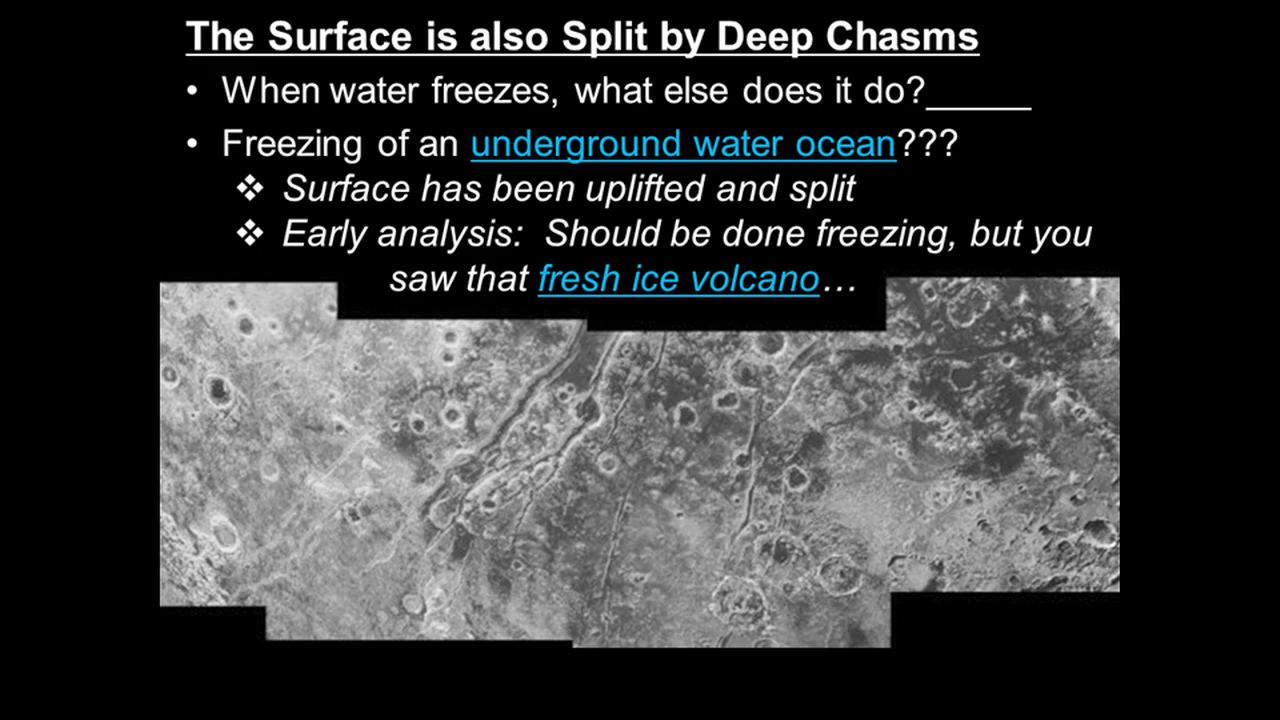 The Surface is also Split by Deep Chasms
• When water freezes, what else does it do?_____
• Freezing of an underground water ocean???
❖ Surface has been uplifted and split
❖ Early analysis: Should be done freezing, but you
saw that fresh ice volcano…